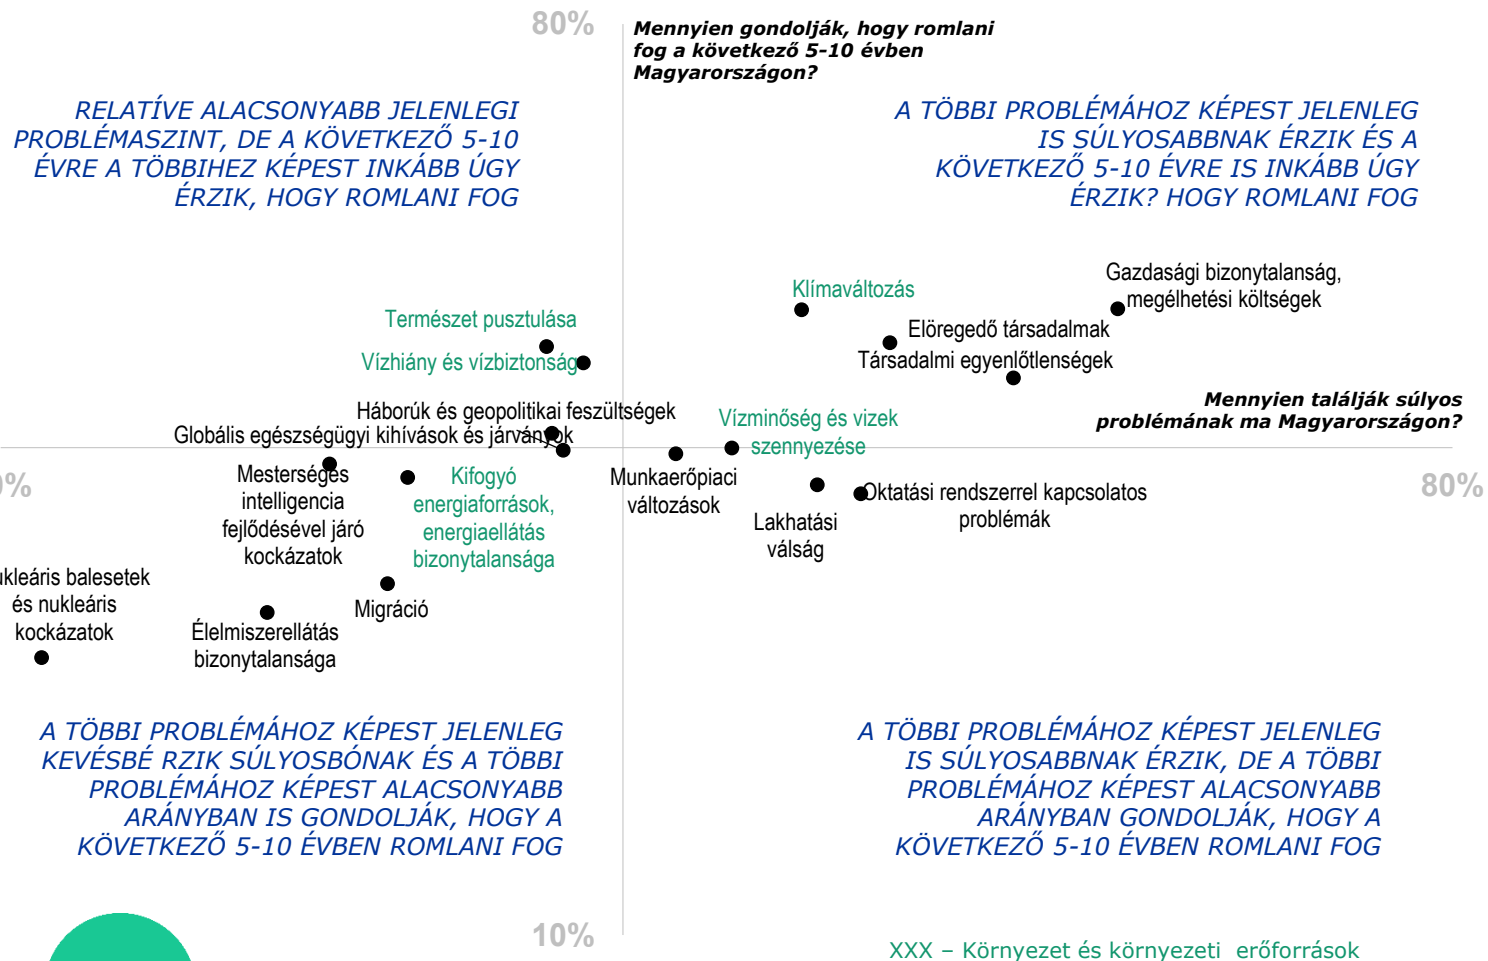 80%
Mennyien gondolják, hogy romlani
fog a következő 5-10 évben
Magyarországon?
RELATÍVE ALACSONYABB JELENLEGI
PROBLÉMASZINT, DE A KÖVETKEZŐ 5-10
ÉVRE A TÖBBIHEZ KÉPEST INKÁBB ÚGY
ÉRZIK, HOGY ROMLANI FOG
A TÖBBI PROBLÉMÁHOZ KÉPEST JELENLEG
IS SÚLYOSABBNAK ÉRZIK ÉS A
KÖVETKEZŐ 5-10 ÉVRE IS INKÁBB ÚGY
ÉRZIK? HOGY ROMLANI FOG
Gazdasági bizonytalanság,
megélhetési költségek
Klímaváltozás
Természet pusztulása
Elöregedő társadalmak
Vízhiány és vízbiztonság
Társadalmi egyenlőtlenségek
Mennyien találják súlyos
problémának ma Magyarországon?
Háborúk és geopolitikai feszültségek
Globális egészségügyi kihívások és járványok
Vízminőség és vizek
szennyezése
0%
80%
Mesterséges
intelligencia
fejlődésével járó
kockázatok
Kifogyó
energiaforrások,
energiaellátás
bizonytalansága
Munkaerőpiaci
változások
Lakhatási
válság
Oktatási rendszerrel kapcsolatos
problémák
ukleáris balesetek
és nukleáris
kockázatok
Élelmiszerellátás
bizonytalansága
Migráció
A TÖBBI PROBLÉMÁHOZ KÉPEST JELENLEG
KEVÉSBÉ RZIK SÚLYOSBÓNAK ÉS A TÖBBI
PROBLÉMÁHOZ KÉPEST ALACSONYABB
ARÁNYBAN IS GONDOLJÁK, HOGY A
KÖVETKEZŐ 5-10 ÉVBEN ROMLANI FOG
A TÖBBI PROBLÉMÁHOZ KÉPEST JELENLEG
IS SÚLYOSABBNAK ÉRZIK, DE A TÖBBI
PROBLÉMÁHOZ KÉPEST ALACSONYABB
ARÁNYBAN GONDOLJÁK, HOGY A
KÖVETKEZŐ 5-10 ÉVBEN ROMLANI FOG
10%
XXX – Környezet és környezeti erőforrások